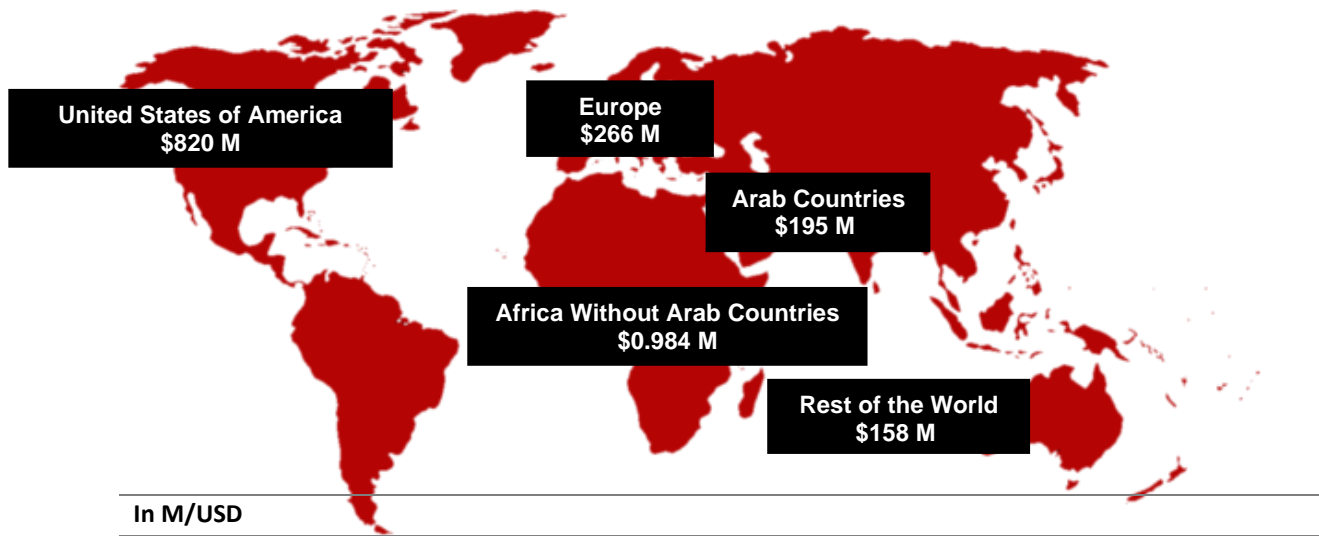 United States of America
$820 M
Europe
$266 M
Arab Countries
$195 M
Africa Without Arab Countries
$0.984 M
Rest of the World
$158 M
In M/USD